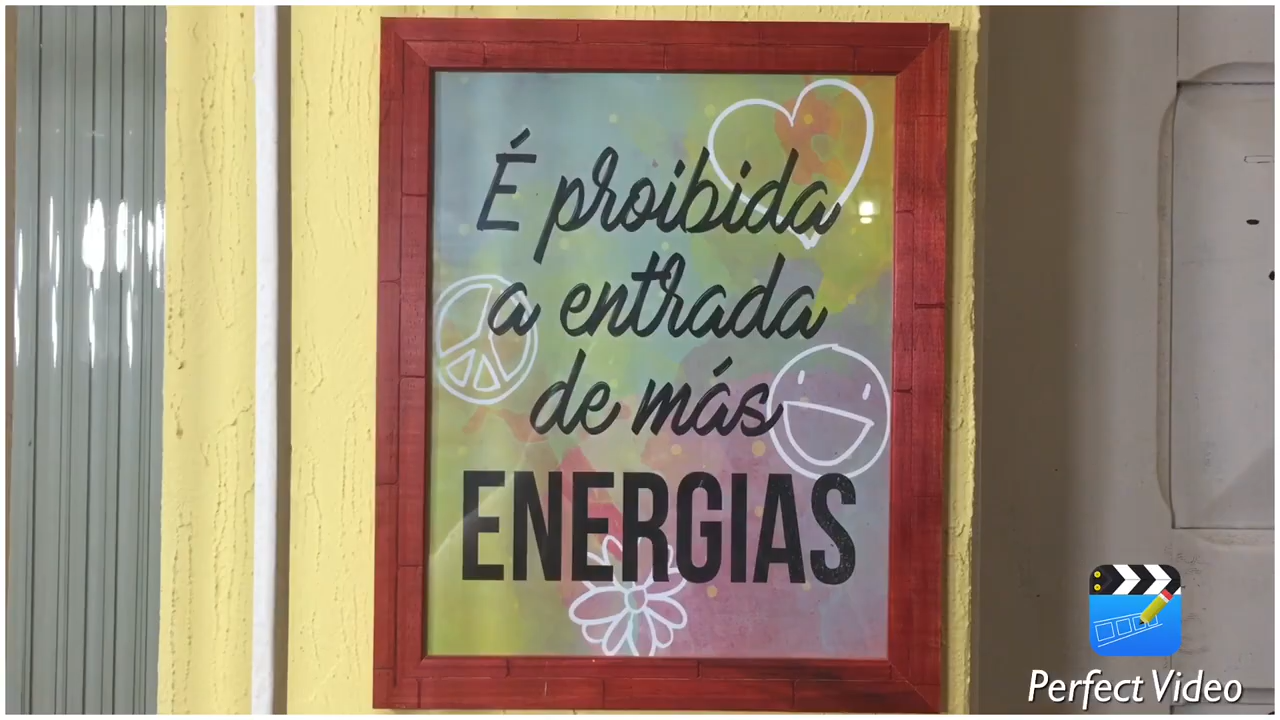 É proibida
a entrada
de más
ENERGIAS
Perfect Video